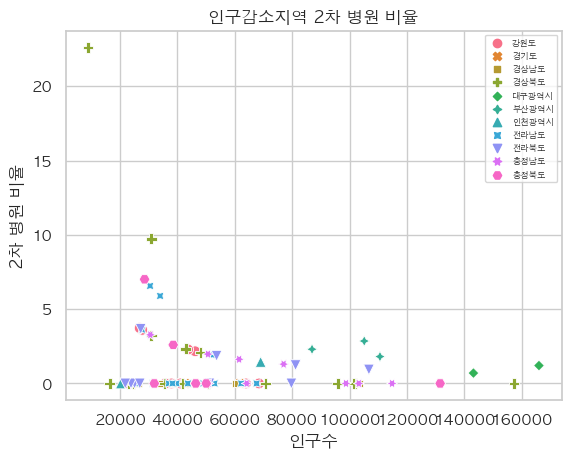 인구감소지역 2차 병원 비율
2차 병원 비율
20
15
10
5
0
강원도
경기도
경상남도
경상북도
대구광역시
부산광역시
인천광역시
전라남도
전라북도
충청남도
충청북도
20000 40000 60000 80000 100000 120000 140000 160000
인구수